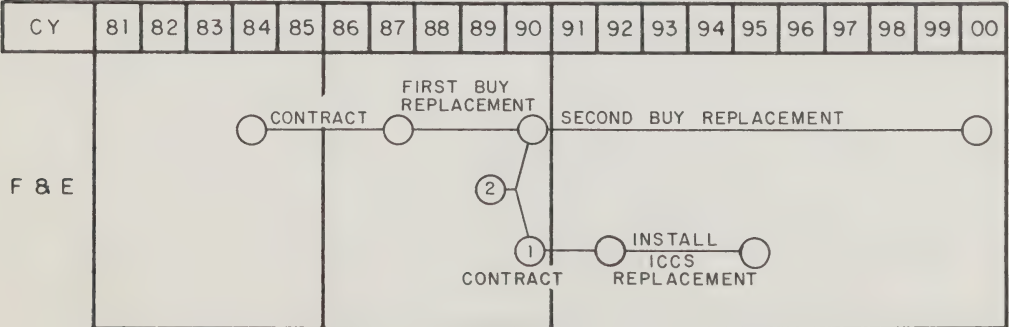 CY 81 82 83 84 85 86 87 88 89 90 91 92 93 94 95 96 97 98 99 00
FIRST BUY
REPLACEMENT
CONTRACT
SECOND BUY REPLACEMENT
F & E
2
1
INSTALL
ICCS
CONTRACT
REPLACEMENT